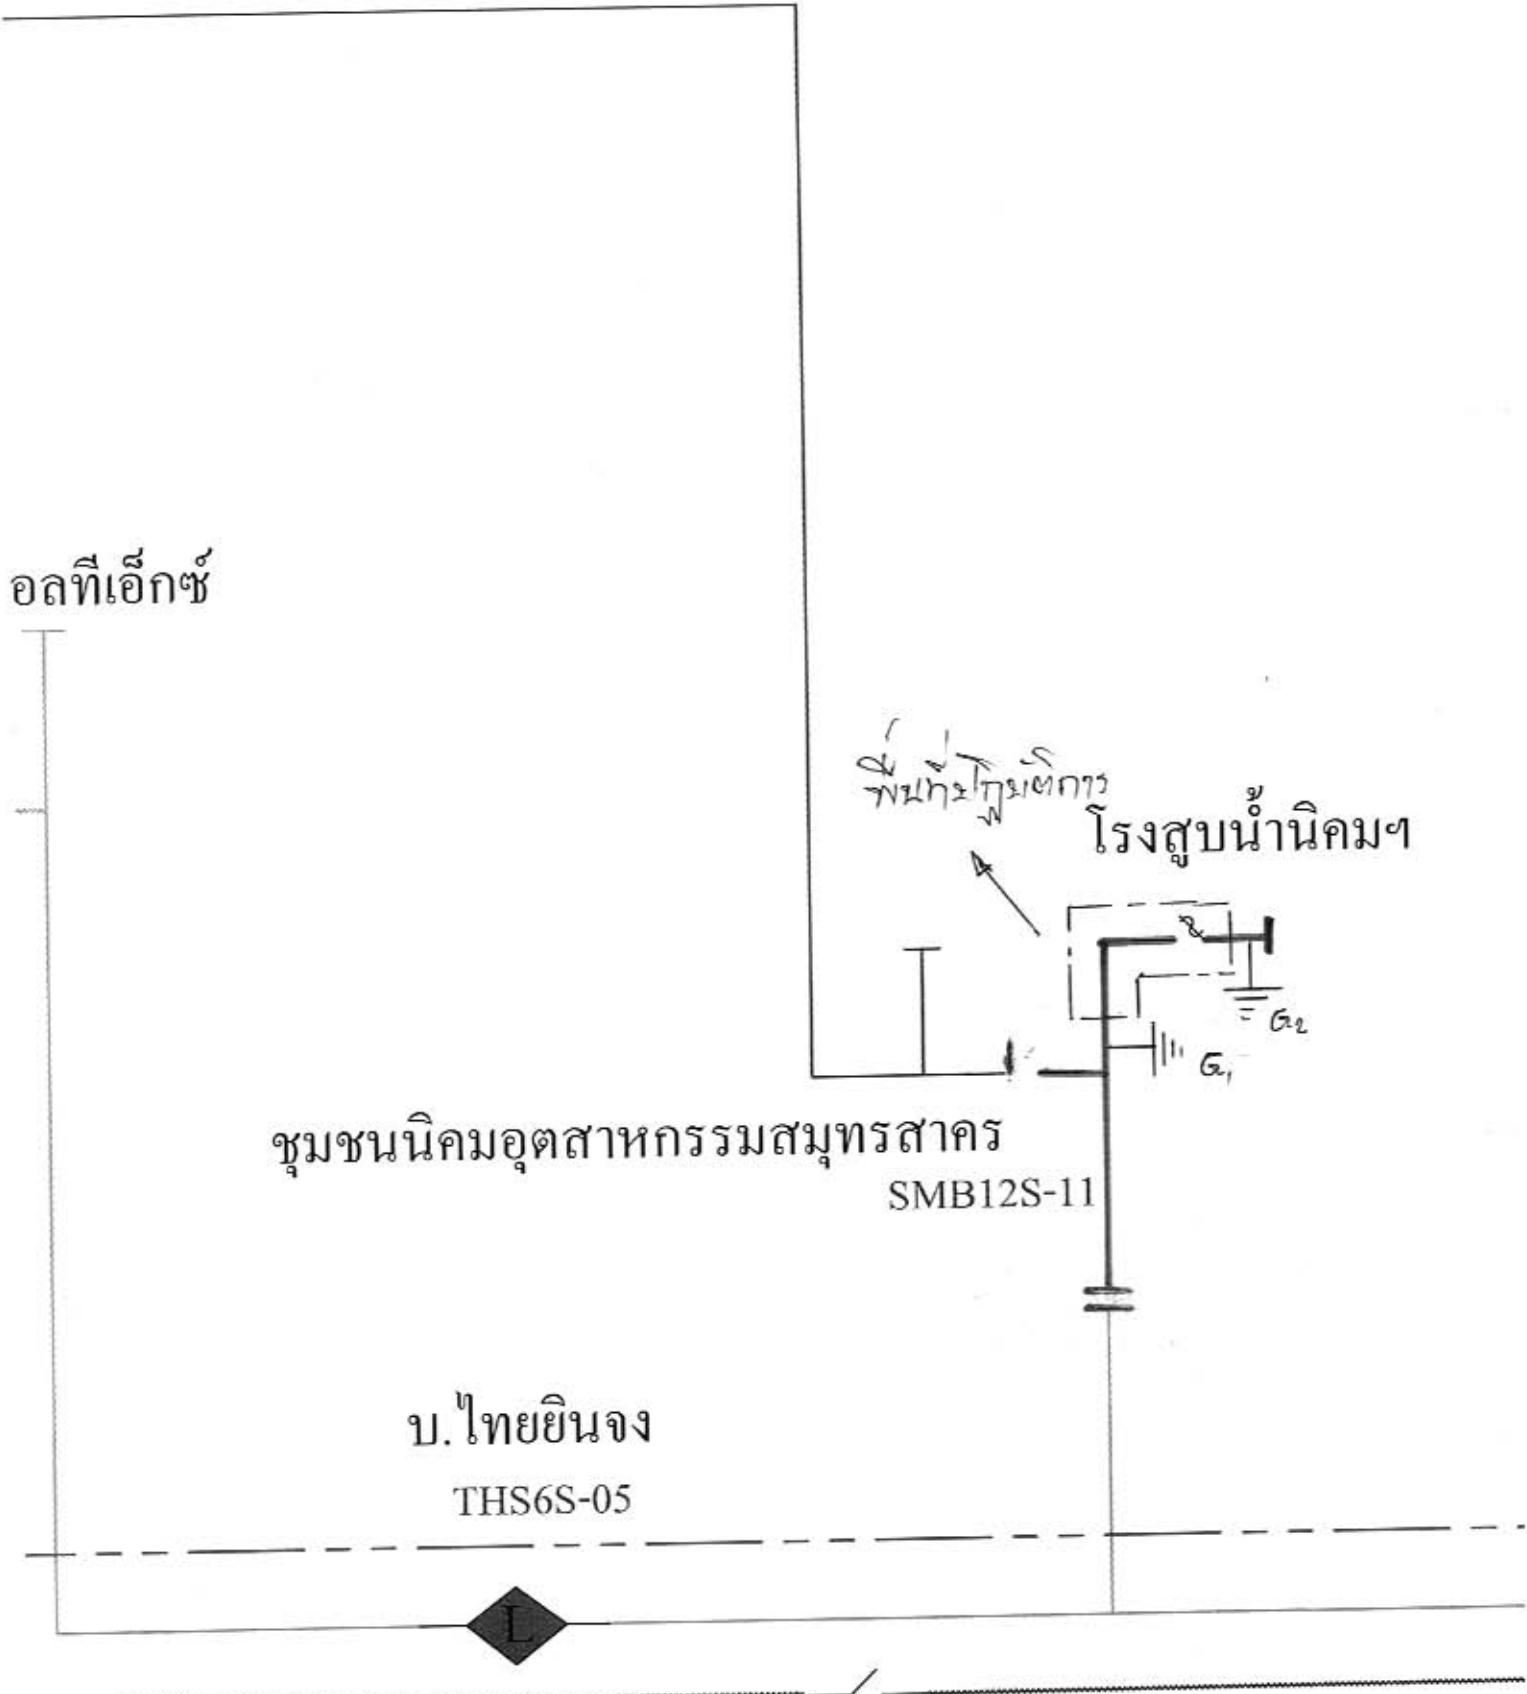 อลทีเอ็กซ์
พื้นที่ปฏิบัติการ
โรงสูบน้ำนิคมฯ
G2
G1
ชุมชนนิคมอุตสาหกรรมสมุทรสาคร
SMB12S-11
บ.ไทยยินจง
THS6S-05
L